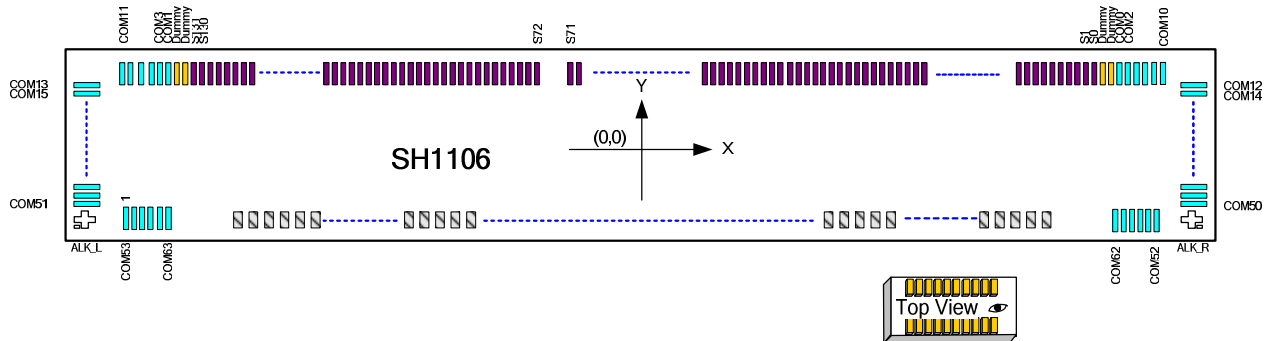 COM11
COM3
COM1
Dummy
Dummy
S131
S130
S72
S71
S1
S0
Dummy
Dummy
COM0
COM2
COM10
COM13
COM15
COM12
COM14
Y
(0,0)
X
SH1106
COM51
1
COM50
ALK_L
COM53
COM63
COM62
COM52
ALK_R
Top View